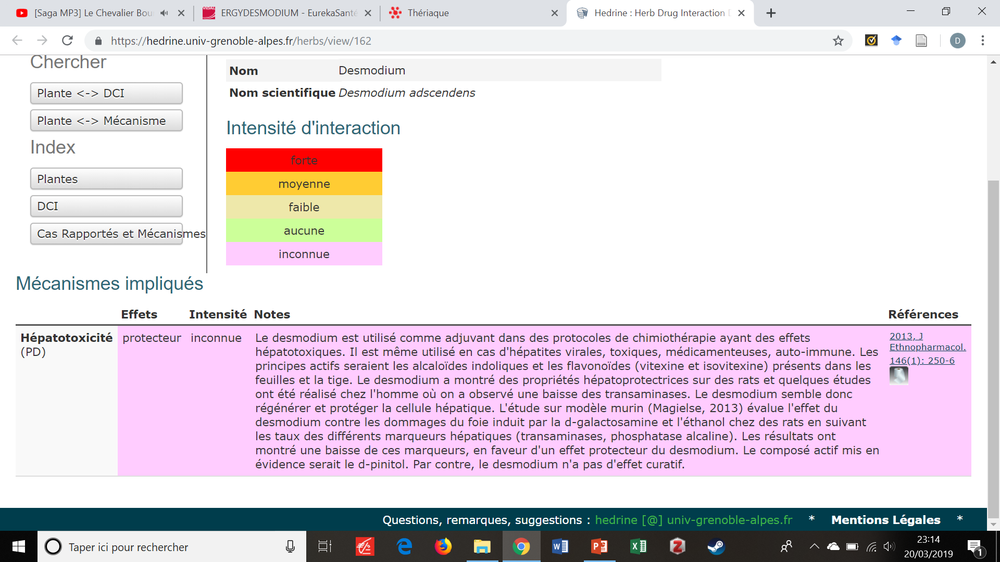 [Saga MP3] Le Chevalier Bou
ERGYDESMODIUM - EurekaSanté
Thériaque
Hedrine : Herb Drug Interaction D
https://hedrine.univ-grenoble-alpes.fr/herbs/view/162
D
Chercher
Plante <-> DCI
Plante <-> Mécanisme
Index
Plantes
DCI
Cas Rapportés et Mécanismes
Nom Desmodium
Nom scientifique Desmodium adscendens
Intensité d'interaction
forte
moyenne
faible
aucune
inconnue
Mécanismes impliqués
Effets Intensité Notes Références
Hépatotoxicité
(PD)
protecteur
inconnue
Le desmodium est utilisé comme adjuvant dans des protocoles de chimiothérapie ayant des effets
hépatotoxiques. Il est même utilisé en cas d'hépatites virales, toxiques, médicamenteuses, auto-immune. Les
principes actifs seraient les alcaloïdes indoliques et les flavonoïdes (vitexine et isovitexine) présents dans les
feuilles et la tige. Le desmodium a montré des propriétés hépatoprotectrices sur des rats et quelques études
ont été réalisé chez l'homme où on a observé une baisse des transaminases. Le desmodium semble donc
régénérer et protéger la cellule hépatique. L'étude sur modèle murin (Magielse, 2013) évalue l'effet du
desmodium contre les dommages du foie induit par la d-galactosamine et l'éthanol chez des rats en suivant
les taux des différents marqueurs hépatiques (transaminases, phosphatase alcaline). Les résultats ont
montré une baisse de ces marqueurs, en faveur d'un effet protecteur du desmodium. Le composé actif mis en
évidence serait le d-pinitol. Par contre, le desmodium n'a pas d'effet curatif.
2013, J
Ethnopharmacol.
146(1): 250-6
Questions, remarques, suggestions : hedrine [@] univ-grenoble-alpes.fr * Mentions Légales *
Taper ici pour rechercher
23:14
20/03/2019
1